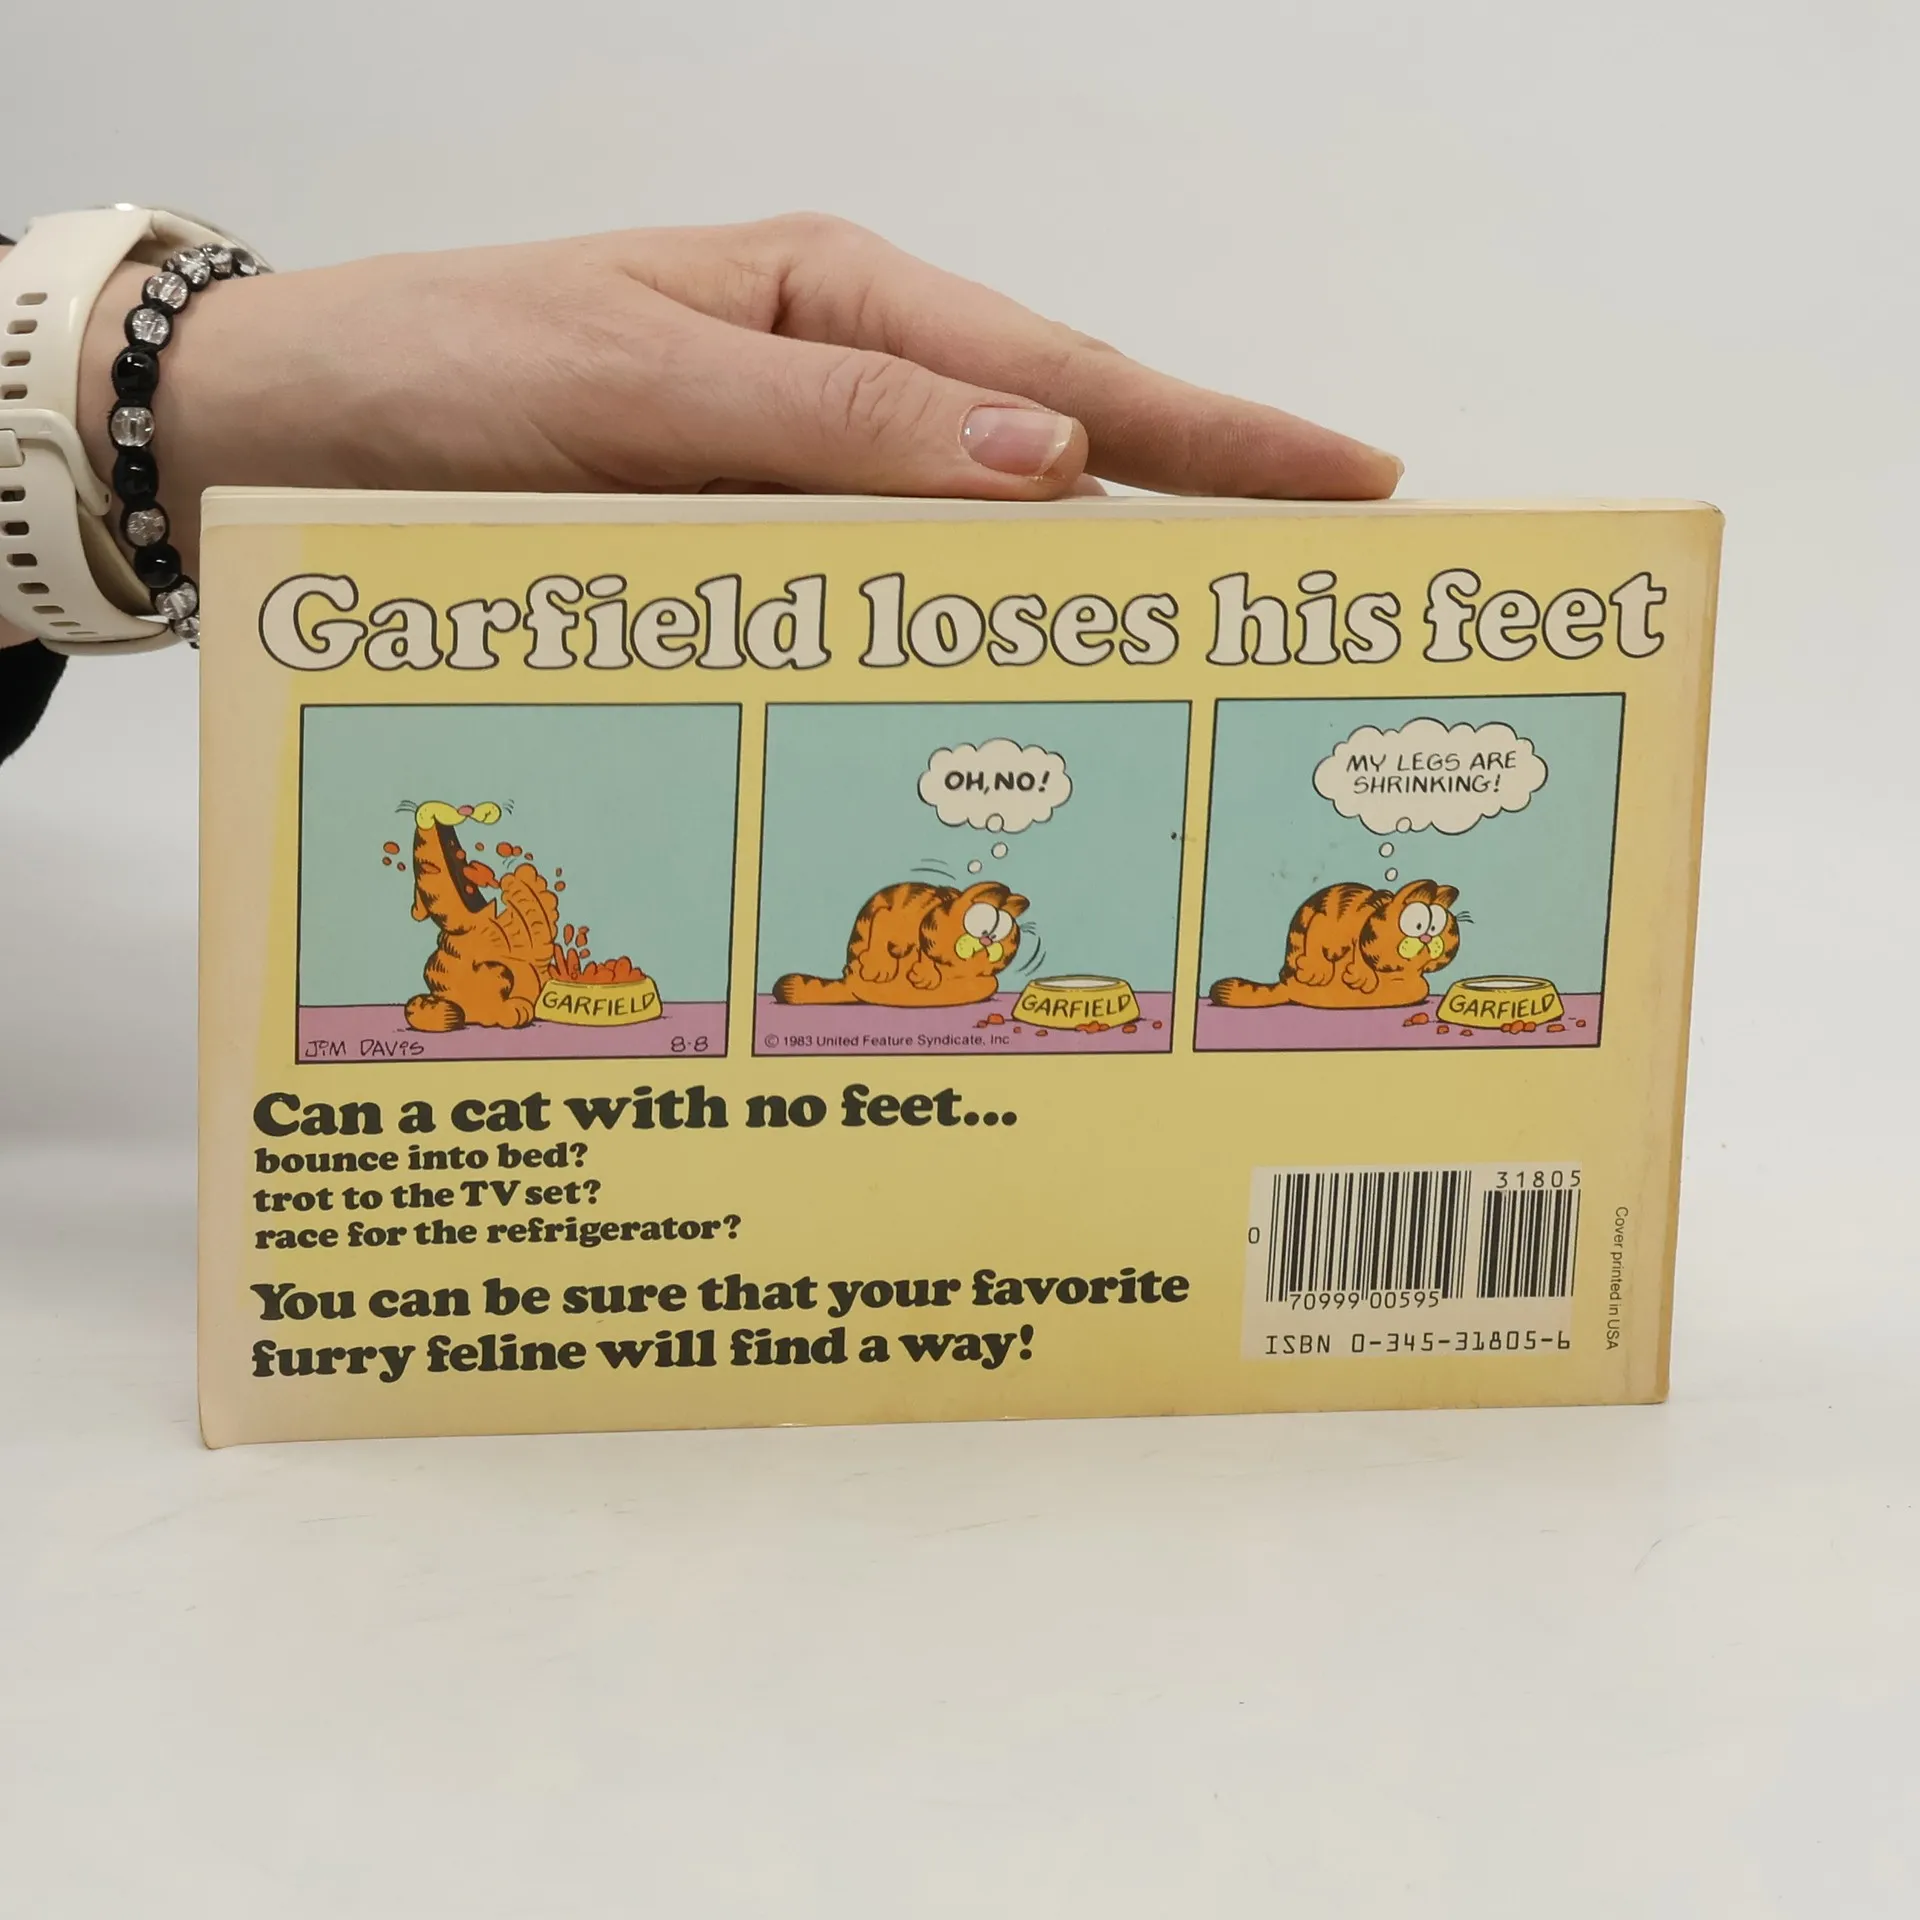 Garfield loses his feet
GARFIELD
JIM DAVIS
8-8
OH, NO!
GARFIELD
© 1983 United Feature Syndicate, Inc
MY LEGS ARE
SHRINKING!
GARFIELD
Can a cat with no feet...
bounce into bed?
trot to the TV set?
race for the refrigerator?
You can be sure that your favorite
furry feline will find a way!
31805
0
70999 00595
ISBN 0-345-31805-6
Cover printed in USA